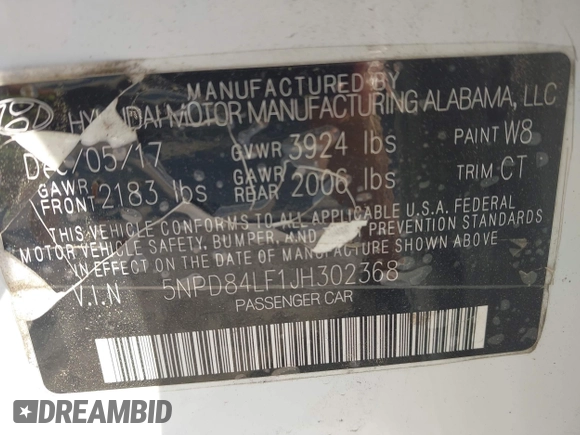 MANUFACTURED BY
HYUNDAI MOTOR MANUFACTURING ALABAMA, LLC
Dec/05/17 GVWR 3924 lbs PAINT W8
GAWR FRONT 2183 lbs GAWR REAR 2006 lbs TRIM CT
THIS VEHICLE CONFORMS TO ALL APPLICABLE U.S.A. FEDERAL
MOTOR VEHICLE SAFETY, BUMPER, AND THEFT PREVENTION STANDARDS
IN EFFECT ON THE DATE OF MANUFACTURE SHOWN ABOVE.
V.I.N 5NPD84LF1JH302368
PASSENGER CAR
DREAMBID